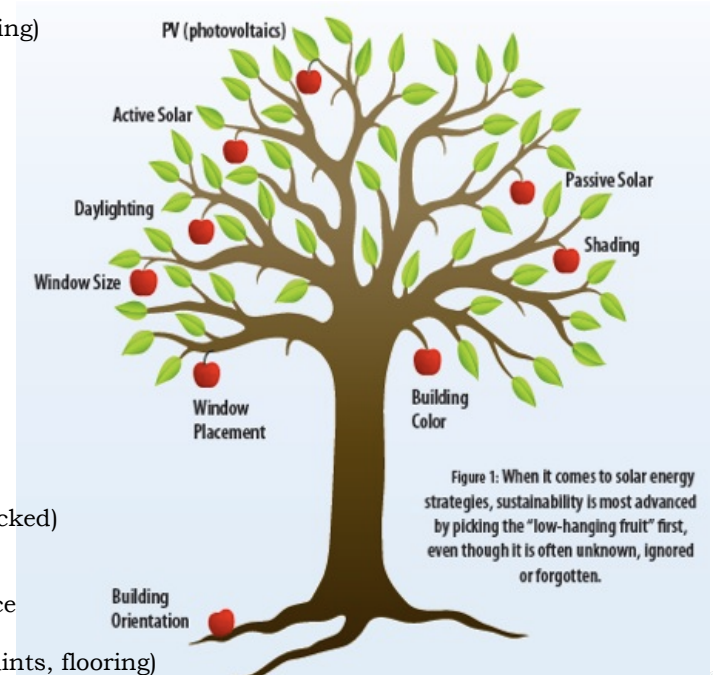 ing)
PV (photovoltaics)
Active Solar
Passive Solar
Daylighting
Shading
Window Size
Window
Placement
Building
Color
Figure 1: When it comes to solar energy
strategies, sustainability is most advanced
by picking the “low-hanging fruit” first,
even though it is often unknown, ignored
or forgotten.
cked)
Building
Orientation
ce
ints, flooring)